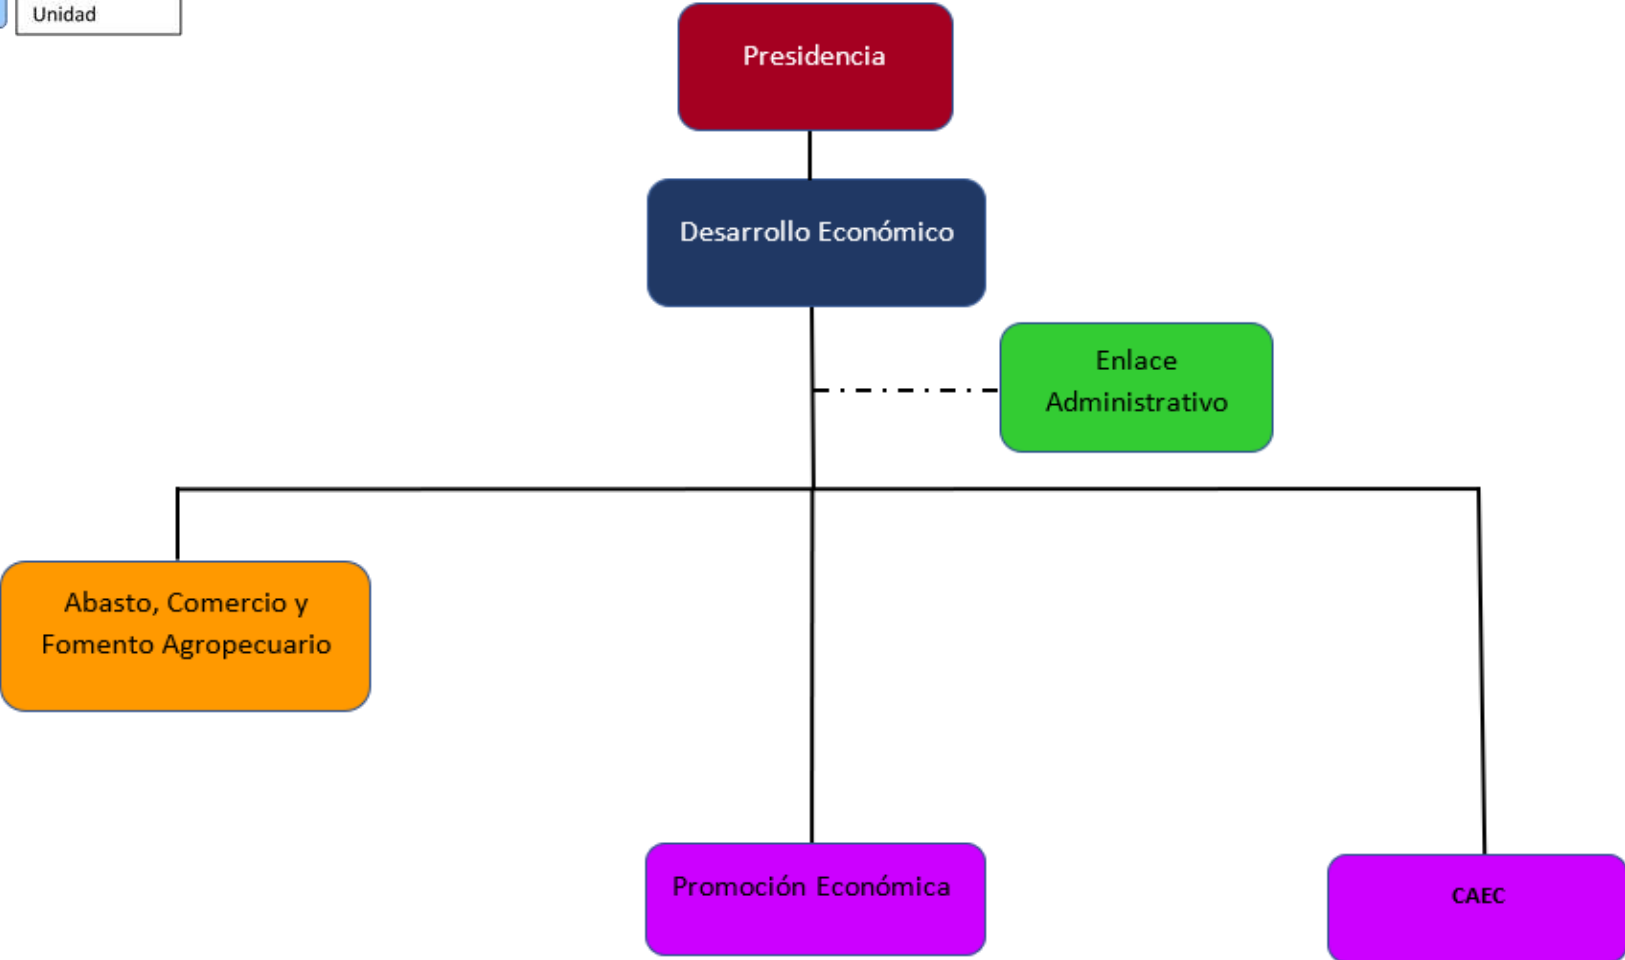 Unidad
Presidencia
Desarrollo Económico
Enlace
Administrativo
Abasto, Comercio y
Fomento Agropecuario
Promoción Económica
CAEC